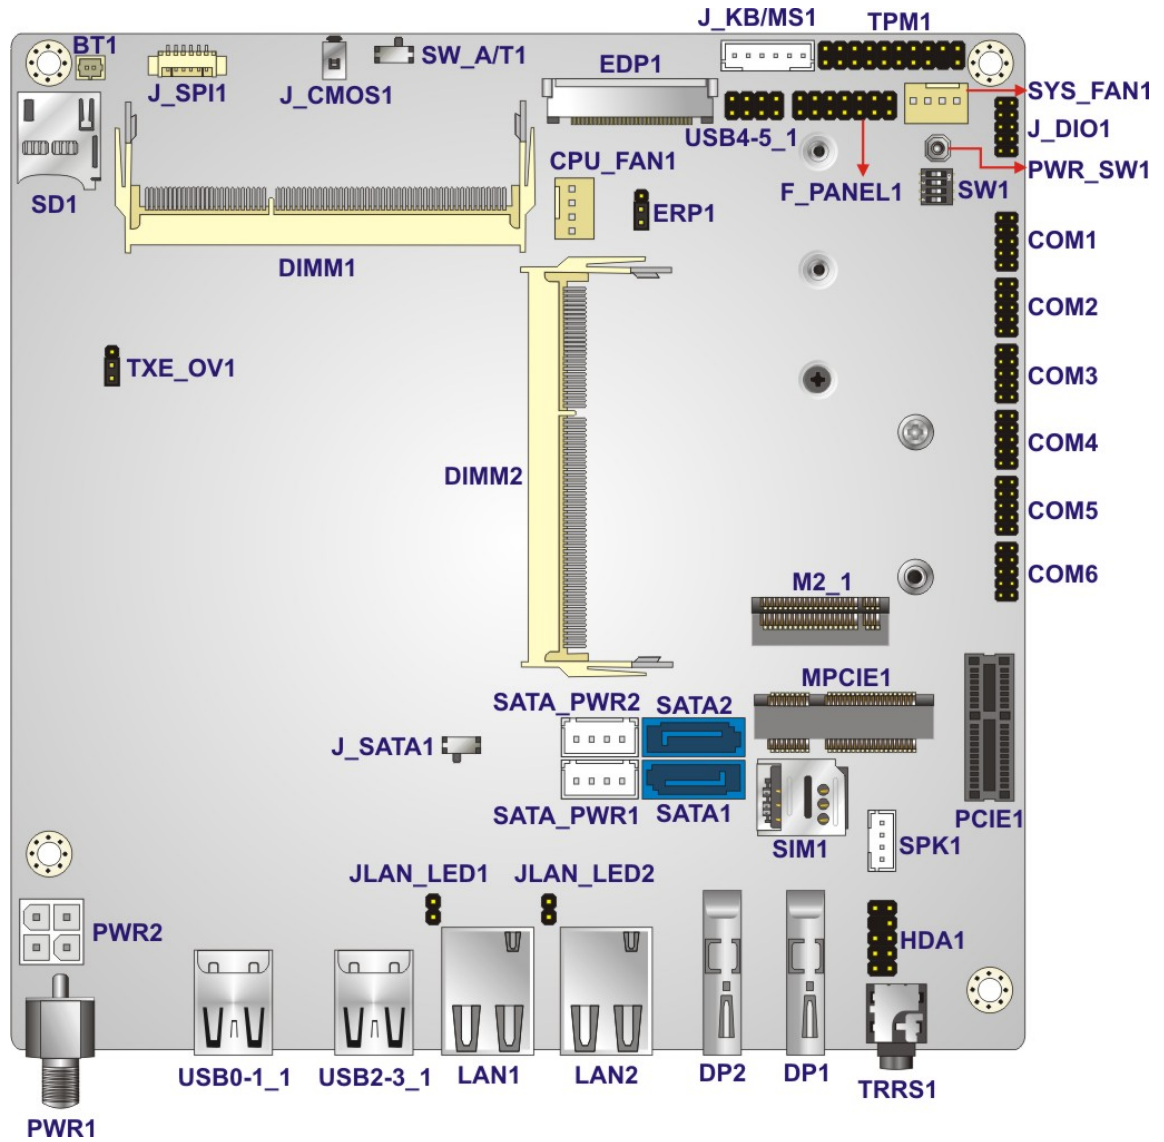 J_KB/MS1
TPM1
BT1
SW_A/T1
EDP1
J_SPI1
J_CMOS1
SYS_FAN1
USB4-5_1
J_DIO1
CPU_FAN1
PWR_SW1
F_PANEL1
SW1
SD1
ERP1
COM1
DIMM1
COM2
TXE_OV1
COM3
COM4
DIMM2
COM5
COM6
M2_1
MPCIE1
SATA_PWR2
SATA2
J_SATA1
SATA_PWR1
SATA1
PCIE1
SIM1
SPK1
JLAN_LED1
JLAN_LED2
PWR2
HDA1
USB0-1_1
USB2-3_1
LAN1
LAN2
DP2
DP1
TRRS1
PWR1